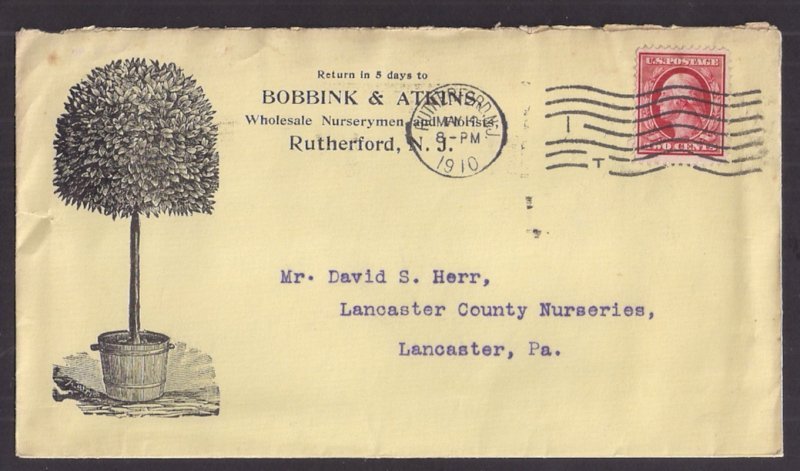 Return in 5 days to
BOBBINK & ATKINS
Wholesale Nurserymen and Florists
Rutherford, N. J.
RUTHERFORD N.J.
8-PM
1910
U.S. POSTAGE
TWO CENTS
Mr. David S. Herr,
Lancaster County Nurseries,
Lancaster, Pa.